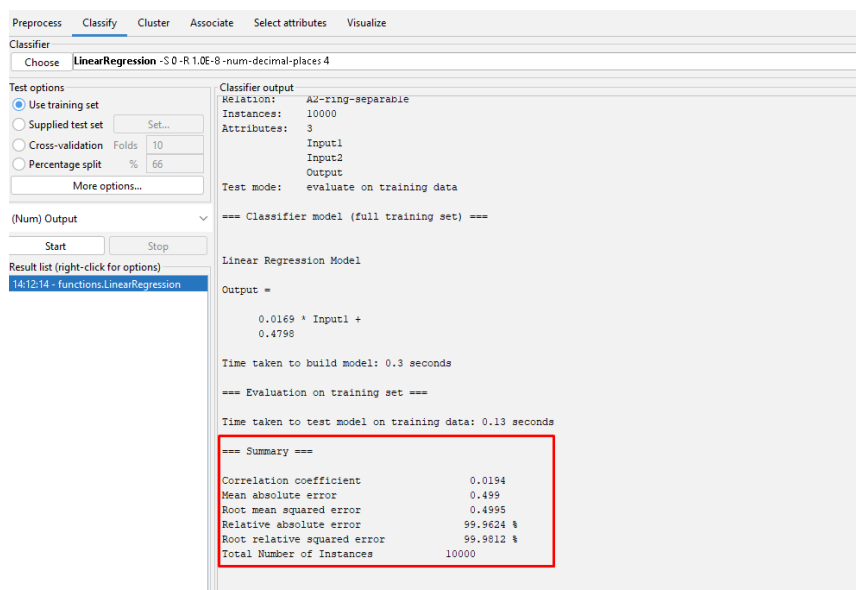 Preprocess Classify Cluster Associate Select attributes Visualize
Classifier
Choose LinearRegression -S 0 -R 1.0E-8 -num-decimal-places 4
Test options
Use training set
Supplied test set Set...
Cross-validation Folds 10
Percentage split % 66
More options...
(Num) Output
Start Stop
Result list (right-click for options)
14:12:14 - functions.LinearRegression
Classifier output
Relation: A2-ring-separable
Instances: 10000
Attributes: 3
Input1
Input2
Output
Test mode: evaluate on training data
=== Classifier model (full training set) ===
Linear Regression Model
Output =
0.0169 * Input1 +
0.4798
Time taken to build model: 0.3 seconds
=== Evaluation on training set ===
Time taken to test model on training data: 0.13 seconds
=== Summary ===
Correlation coefficient 0.0194
Mean absolute error 0.499
Root mean squared error 0.4995
Relative absolute error 99.9624 %
Root relative squared error 99.9812 %
Total Number of Instances 10000